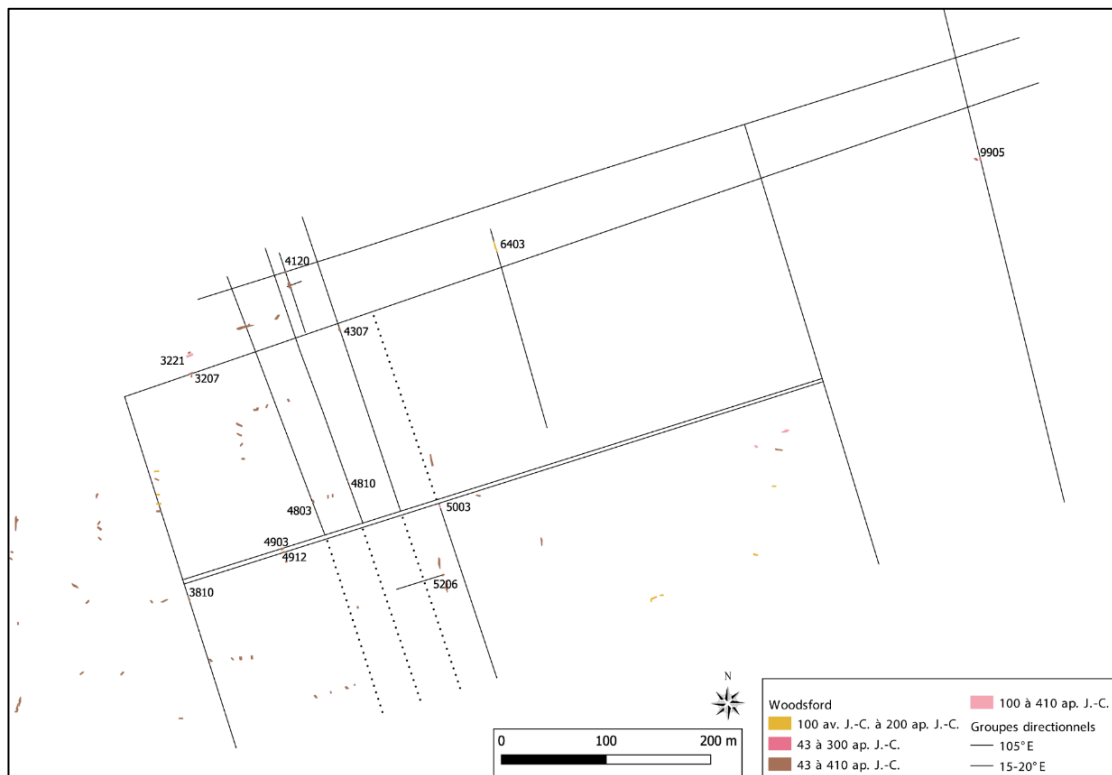 9905
6403
4120
4307
3221
3207
4810
4803
5003
4903
4912
5206
3810
N
0 100 200 m
Woodsford
100 av. J.-C. à 200 ap. J.-C.
43 à 300 ap. J.-C.
43 à 410 ap. J.-C.
100 à 410 ap. J.-C.
Groupes directionnels
105° E
15-20° E